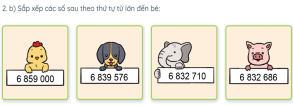 2. b) Sắp xếp các số sau theo thứ tự từ lớn đến bé:
6 859 000
6 839 576
6 832 710
6 832 686